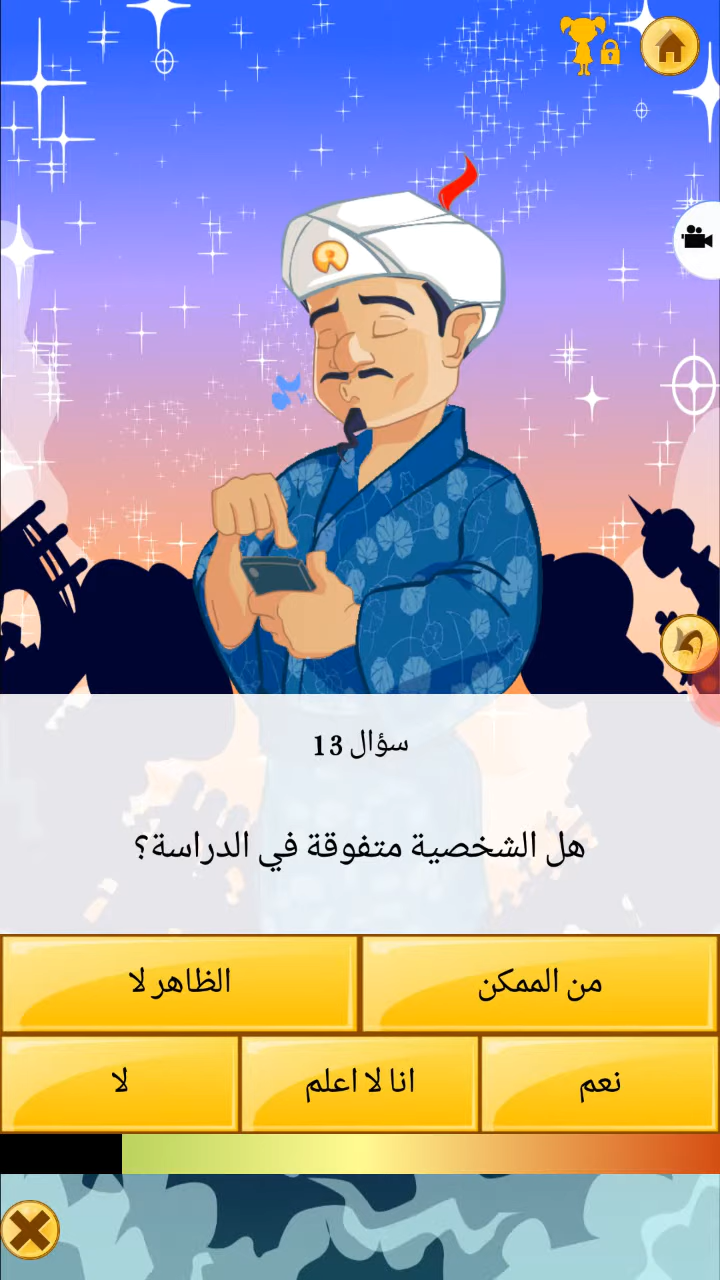 سؤال 13
هل الشخصية متفوقة في الدراسة؟
من الممكن
الظاهر لا
نعم
انا لا اعلم
لا